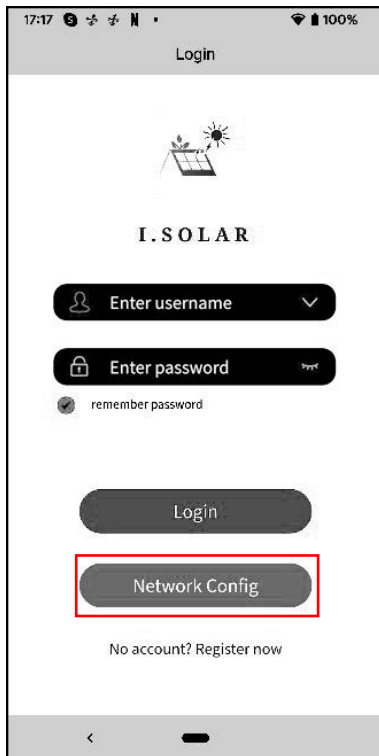 17:17 100%
Login
I.SOLAR
Enter username
Enter password
remember password
Login
Network Config
No account? Register now